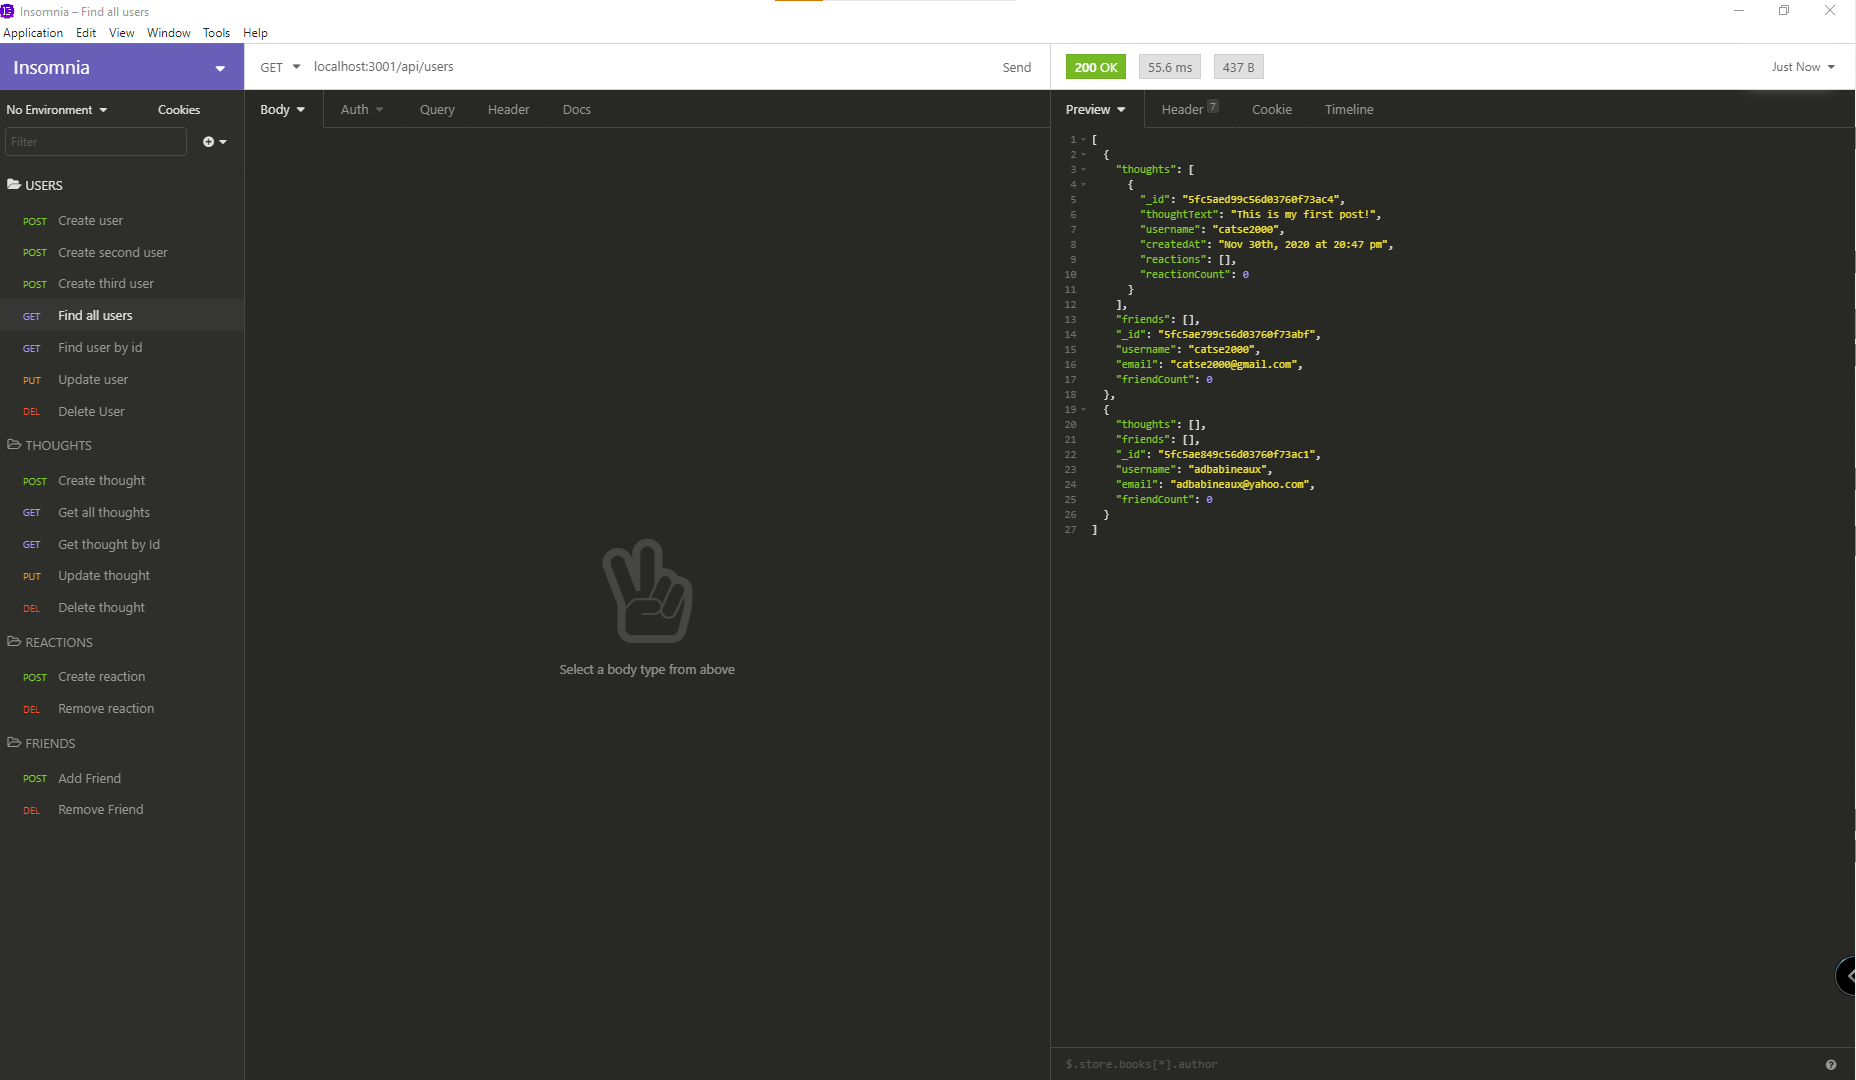 Insomnia – Find all users
Application Edit View Window Tools Help
Insomnia
GET localhost:3001/api/users Send
200 OK 55.6 ms 437 B Just Now
No Environment Cookies
Filter
Body Auth Query Header Docs
Preview Header 7 Cookie Timeline
USERS
POST Create user
POST Create second user
POST Create third user
GET Find all users
GET Find user by id
PUT Update user
DEL Delete User
THOUGHTS
POST Create thought
GET Get all thoughts
GET Get thought by Id
PUT Update thought
DEL Delete thought
REACTIONS
POST Create reaction
DEL Remove reaction
FRIENDS
POST Add Friend
DEL Remove Friend
Select a body type from above
1 [
2 {
3 "thoughts": [
4 {
5 "_id": "5fc5aed99c56d03760f73ac4",
6 "thoughtText": "This is my first post!",
7 "username": "catse2000",
8 "createdAt": "Nov 30th, 2020 at 20:47 pm",
9 "reactions": [],
10 "reactionCount": 0
11 }
12 ],
13 "friends": [],
14 "_id": "5fc5ae799c56d03760f73abf",
15 "username": "catse2000",
16 "email": "catse2000@gmail.com",
17 "friendCount": 0
18 },
19 {
20 "thoughts": [],
21 "friends": [],
22 "_id": "5fc5ae849c56d03760f73ac1",
23 "username": "adbabineaux",
24 "email": "adbabineaux@yahoo.com",
25 "friendCount": 0
26 }
27 ]
$.store.books[*].author